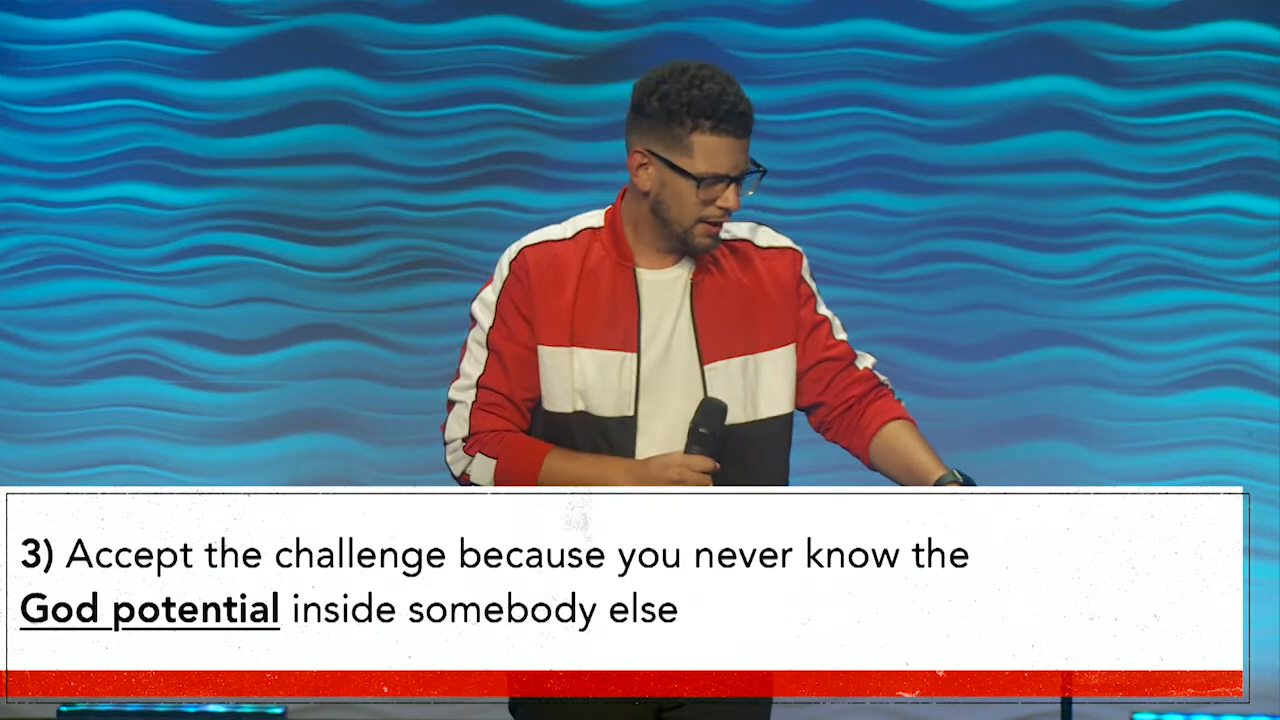 3) Accept the challenge because you never know the
God potential inside somebody else